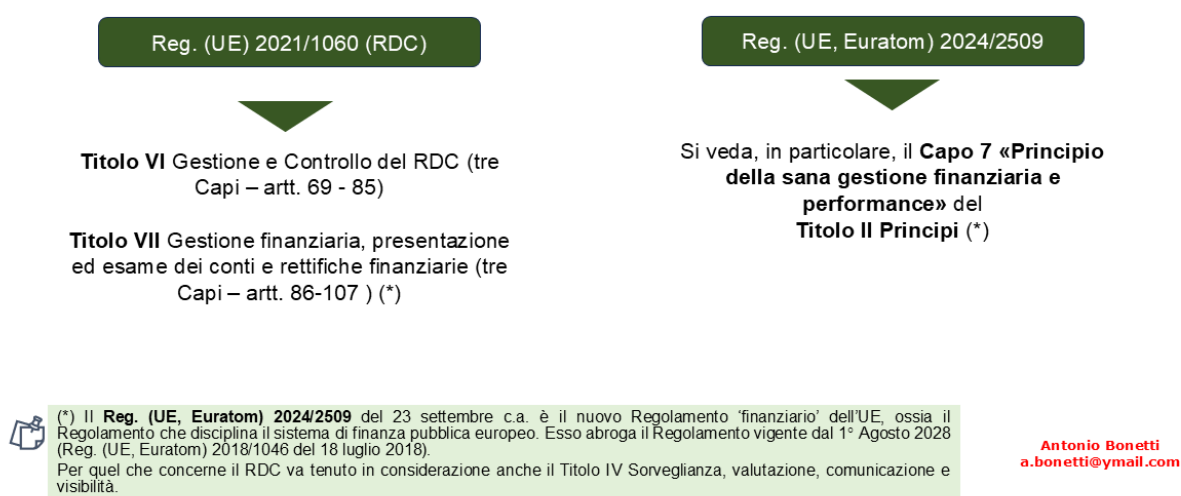 Reg. (UE) 2021/1060 (RDC)
Titolo VI Gestione e Controllo del RDC (tre
Capi – artt. 69 - 85)
Titolo VII Gestione finanziaria, presentazione
ed esame dei conti e rettifiche finanziarie (tre
Capi – artt. 86-107 ) (*)
Reg. (UE, Euratom) 2024/2509
Si veda, in particolare, il Capo 7 «Principio
della sana gestione finanziaria e
performance» del
Titolo II Principi (*)
(*) Il Reg. (UE, Euratom) 2024/2509 del 23 settembre c.a. è il nuovo Regolamento ‘finanziario’ dell’UE, ossia il
Regolamento che disciplina il sistema di finanza pubblica europeo. Esso abroga il Regolamento vigente dal 1° Agosto 2028
(Reg. (UE, Euratom) 2018/1046 del 18 luglio 2018).
Per quel che concerne il RDC va tenuto in considerazione anche il Titolo IV Sorveglianza, valutazione, comunicazione e
visibilità.
Antonio Bonetti
a.bonetti@ymail.com